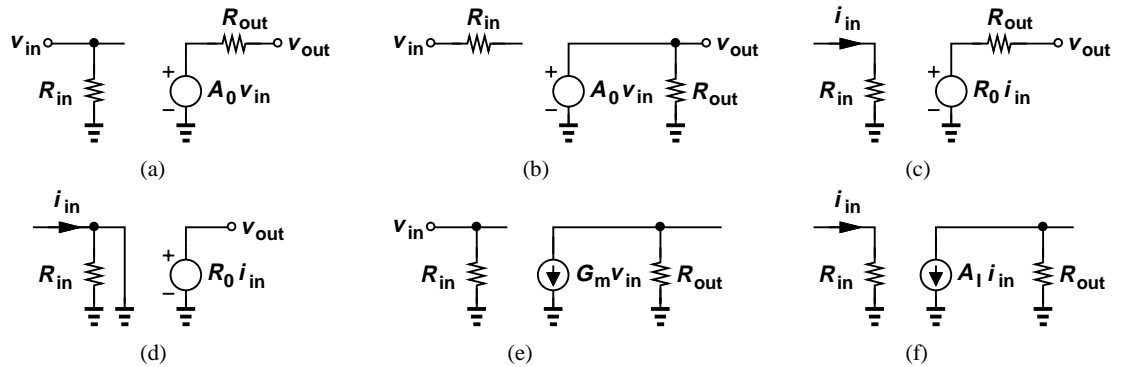 v_in R_in A_0 v_in R_out v_out
(a)
v_in R_in A_0 v_in R_out v_out
(b)
i_in R_in R_0 i_in R_out v_out
(c)
i_in R_in R_0 i_in v_out
(d)
v_in R_in G_m v_in R_out
(e)
i_in R_in A_I i_in R_out
(f)